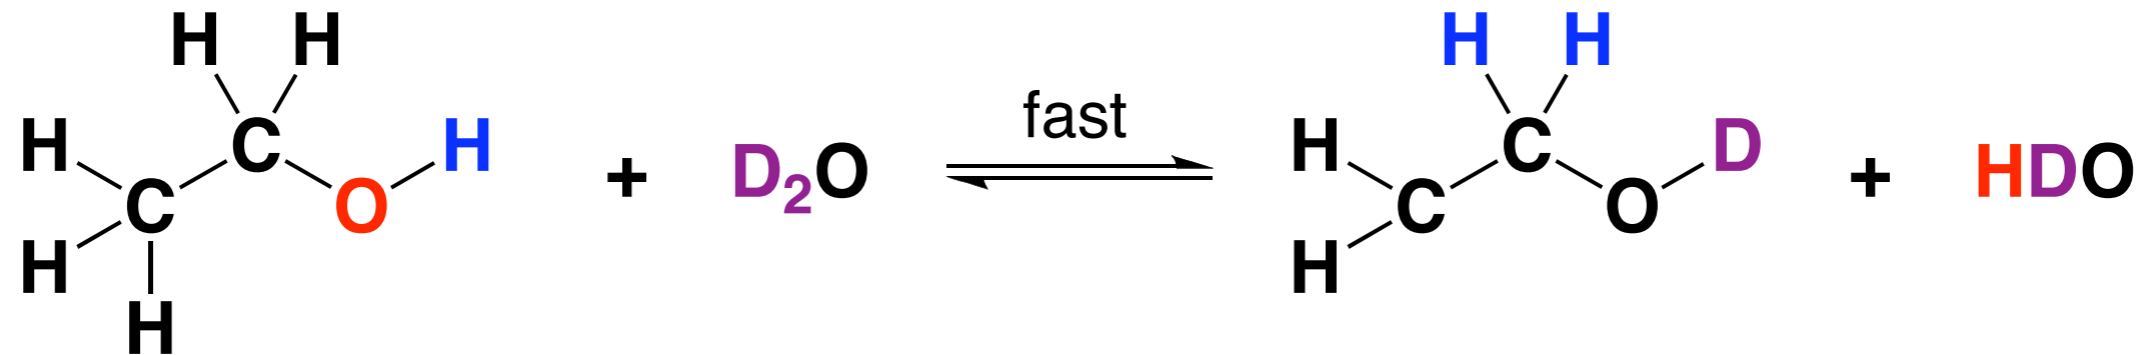 H H H H
H C O H + D₂O fast H C O D + HDO
H C H C
H H